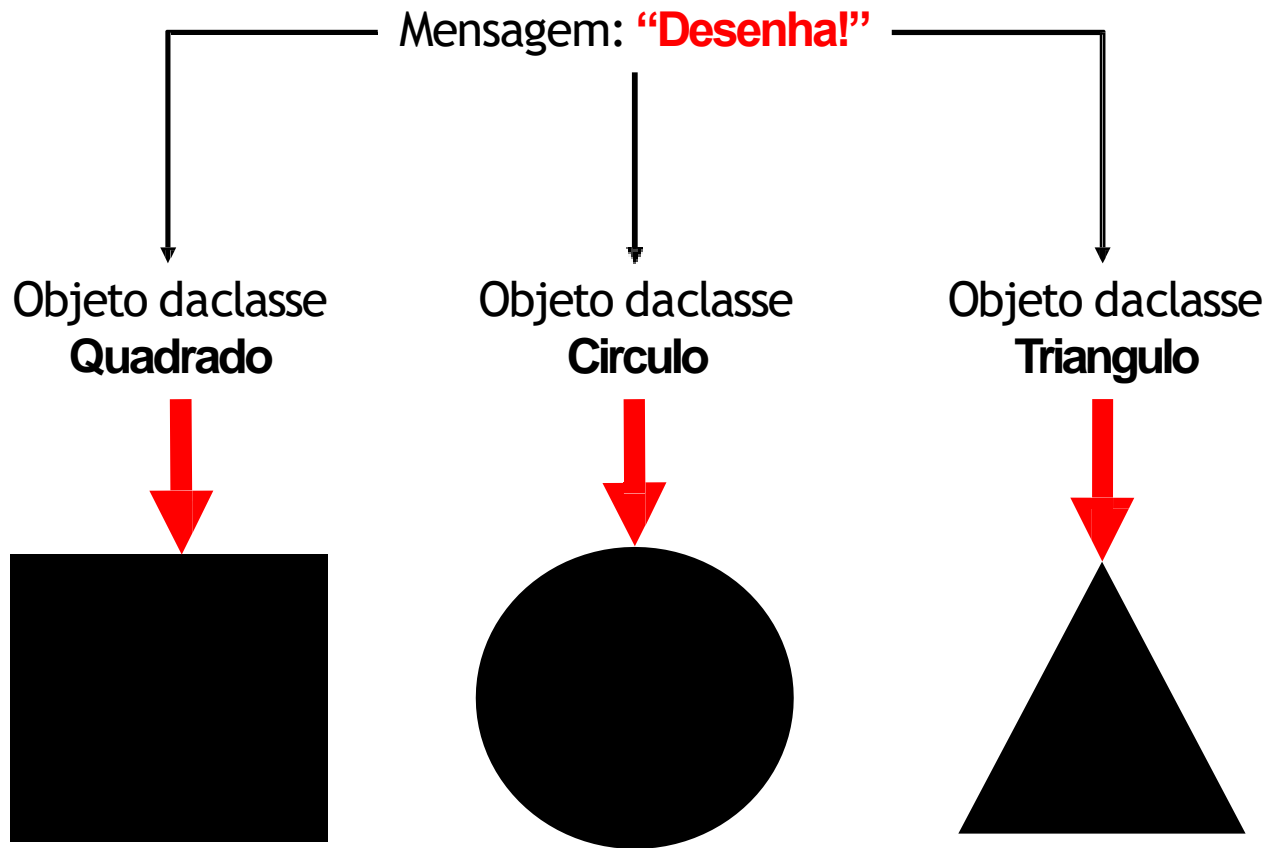 Mensagem: “Desenha!”
Objeto daclasse
Quadrado
Objeto daclasse
Circulo
Objeto daclasse
Triangulo